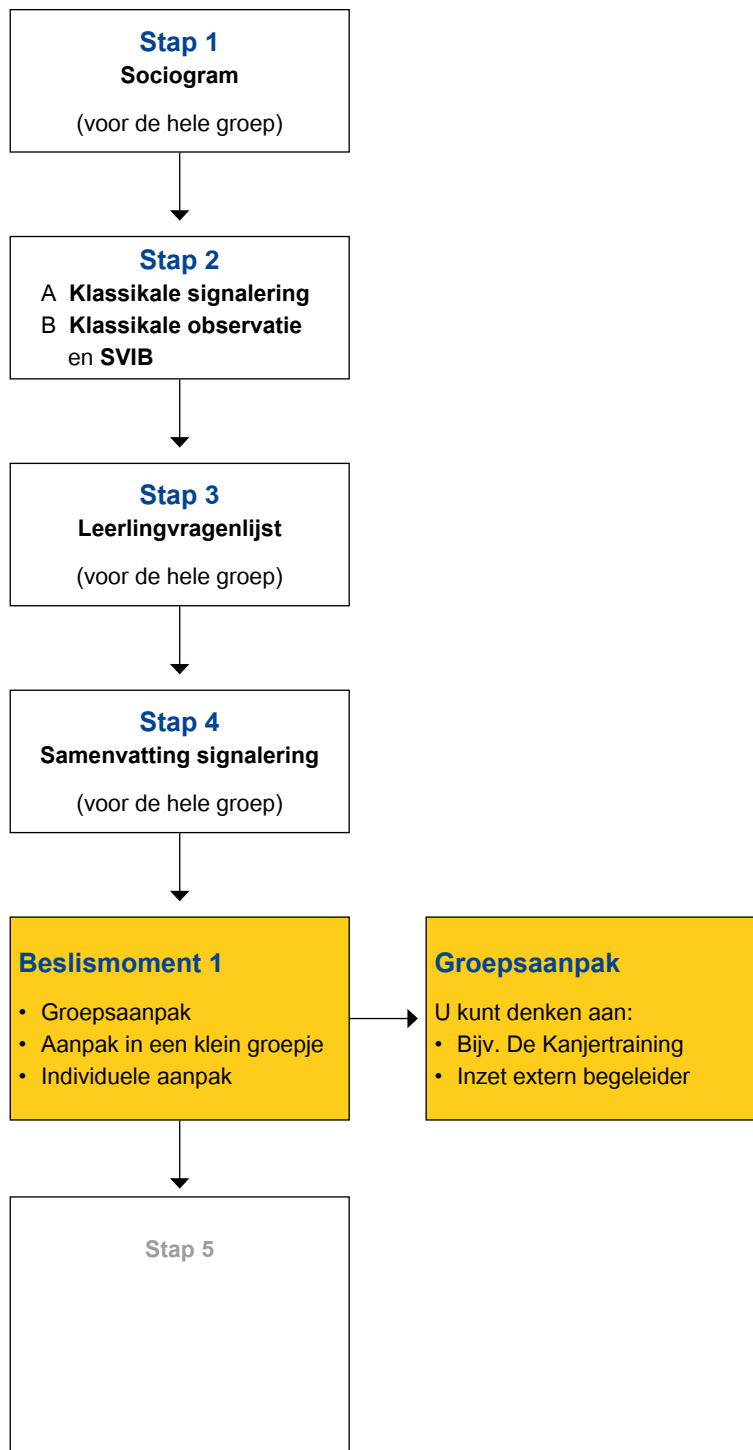 Stap 1
Sociogram
(voor de hele groep)
Stap 2
A Klassikale signalering
B Klassikale observatie
en SVIB
Stap 3
Leerlingvragenlijst
(voor de hele groep)
Stap 4
Samenvatting signalering
(voor de hele groep)
Beslismoment 1
• Groepsaanpak
• Aanpak in een klein groepje
• Individuele aanpak
Groepsaanpak
U kunt denken aan:
• Bijv. De Kanjertraining
• Inzet extern begeleider
Stap 5